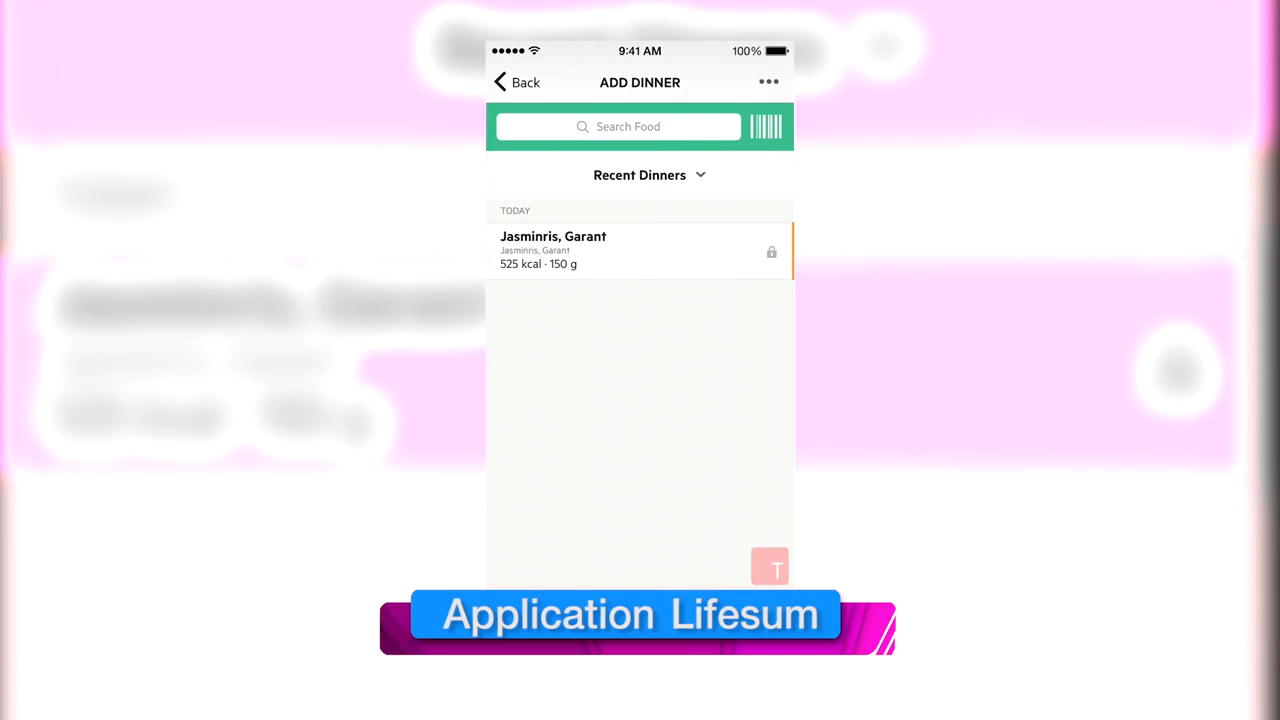 9:41 AM
100%
Back
ADD DINNER
Search Food
Recent Dinners
TODAY
Jasminris, Garant
Jasminris, Garant
525 kcal · 150 g
T
Application Lifesum